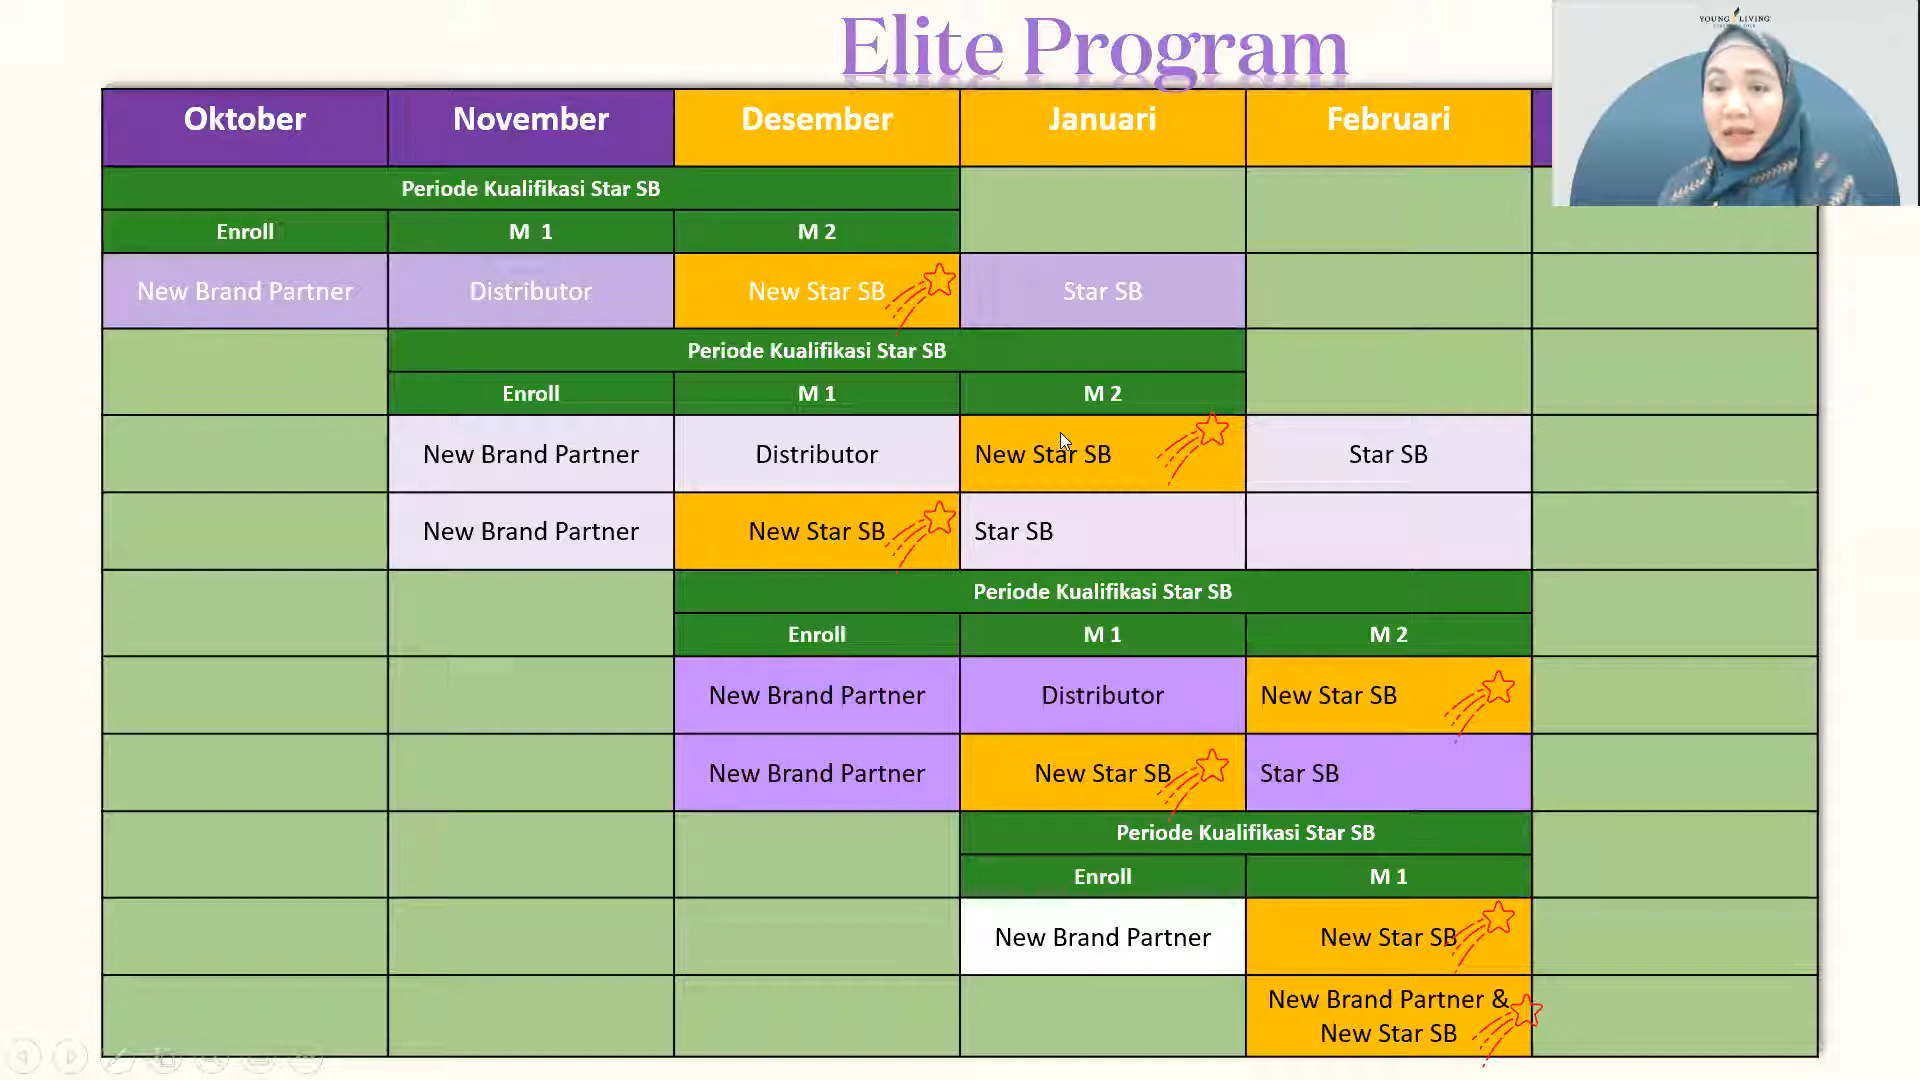 Elite Program
YOUNG LIVING
Oktober November Desember Januari Februari
Periode Kualifikasi Star SB
Enroll M 1 M 2
New Brand Partner Distributor New Star SB Star SB
Periode Kualifikasi Star SB
Enroll M 1 M 2
New Brand Partner Distributor New Star SB Star SB
New Brand Partner New Star SB Star SB
Periode Kualifikasi Star SB
Enroll M 1 M 2
New Brand Partner Distributor New Star SB
New Brand Partner New Star SB Star SB
Periode Kualifikasi Star SB
Enroll M 1
New Brand Partner New Star SB
New Brand Partner &
New Star SB